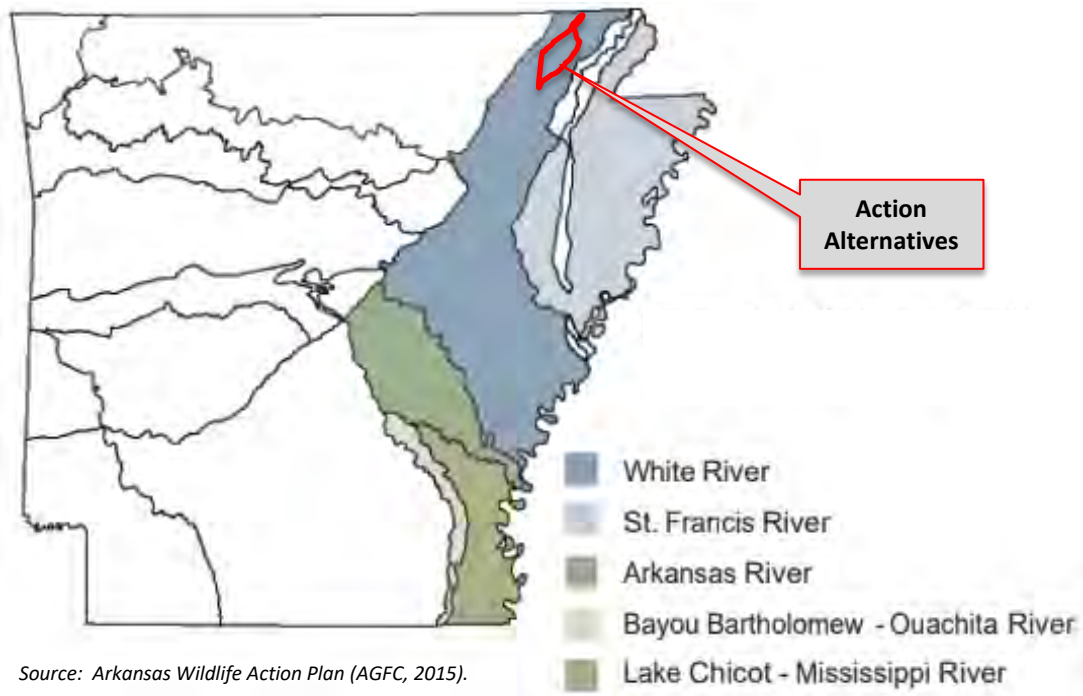 Action
Alternatives
White River
St. Francis River
Arkansas River
Bayou Bartholomew - Ouachita River
Lake Chicot - Mississippi River
Source: Arkansas Wildlife Action Plan (AGFC, 2015).